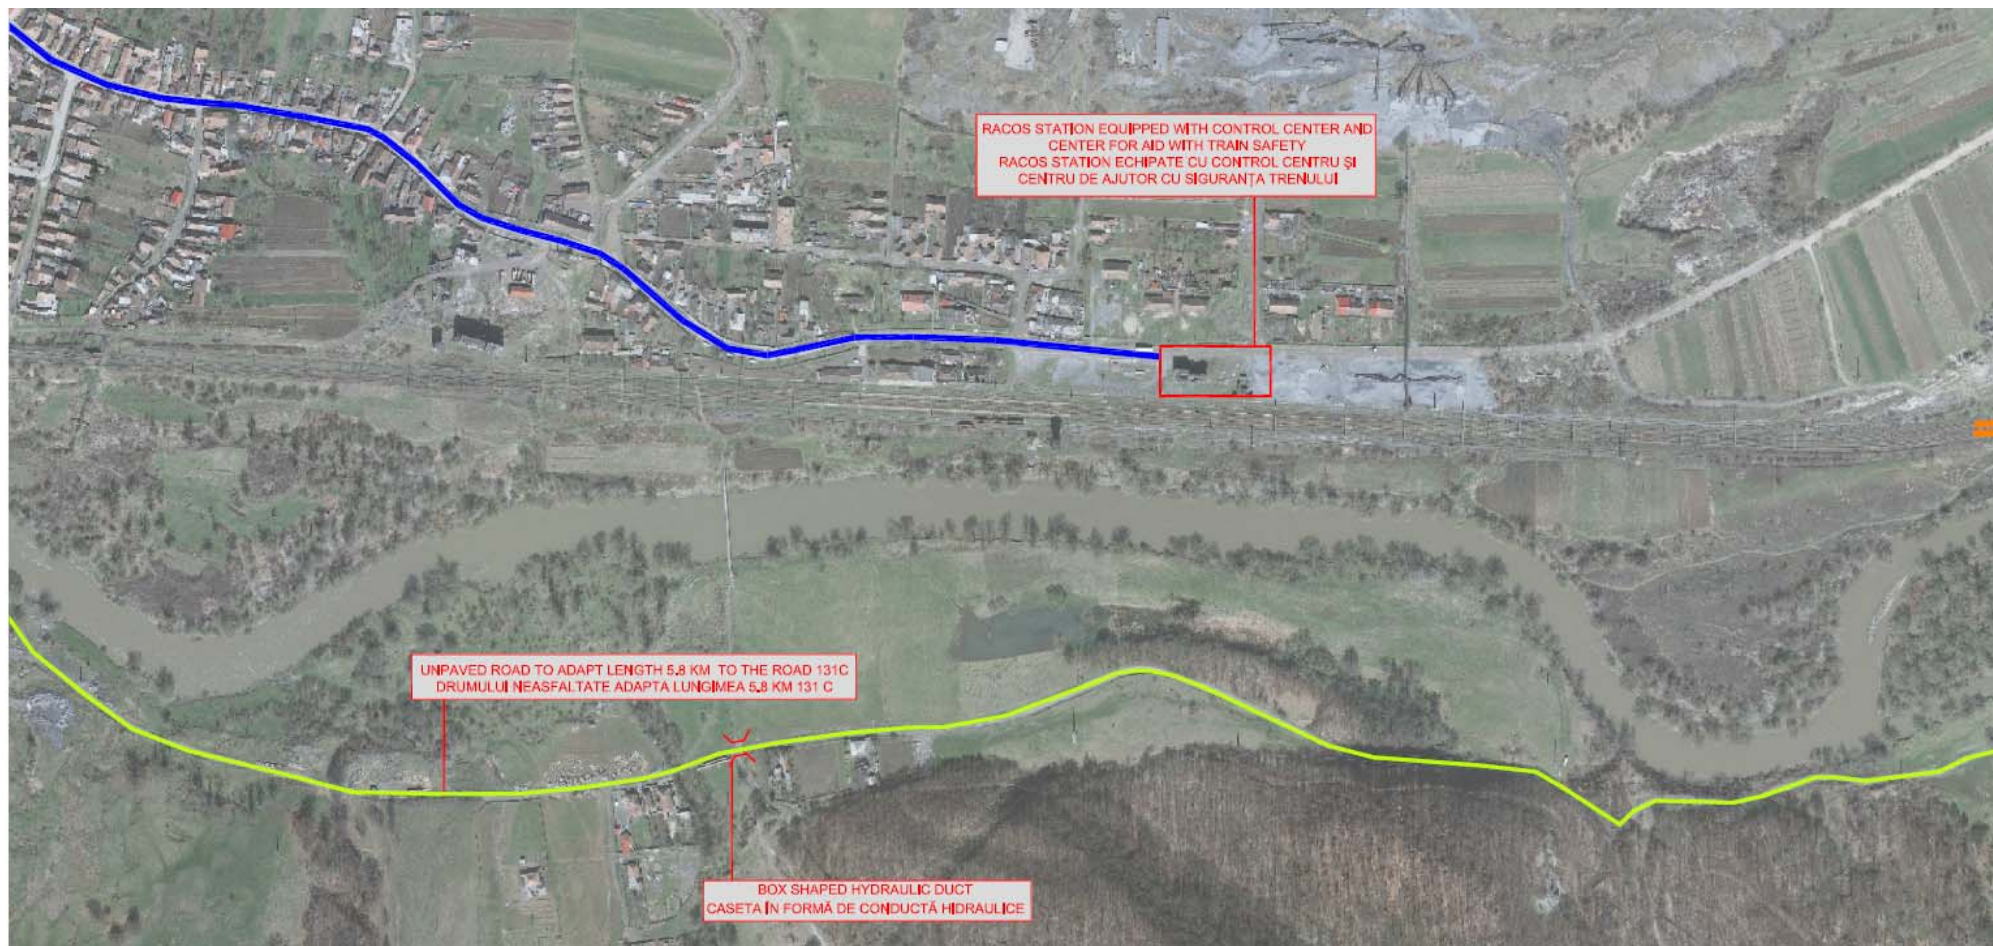 RACOS STATION EQUIPPED WITH CONTROL CENTER AND
CENTER FOR AID WITH TRAIN SAFETY
RACOS STATION ECHIPATE CU CONTROL CENTRU ȘI
CENTRU DE AJUTOR CU SIGURANȚA TRENULUI
UNPAVED ROAD TO ADAPT LENGTH 5.8 KM TO THE ROAD 131C
DRUMULUI NEASFALTATE ADAPTA LUNGIMEA 5.8 KM 131 C
BOX SHAPED HYDRAULIC DUCT
CASETA ÎN FORMĂ DE CONDUCTĂ HIDRAULICE